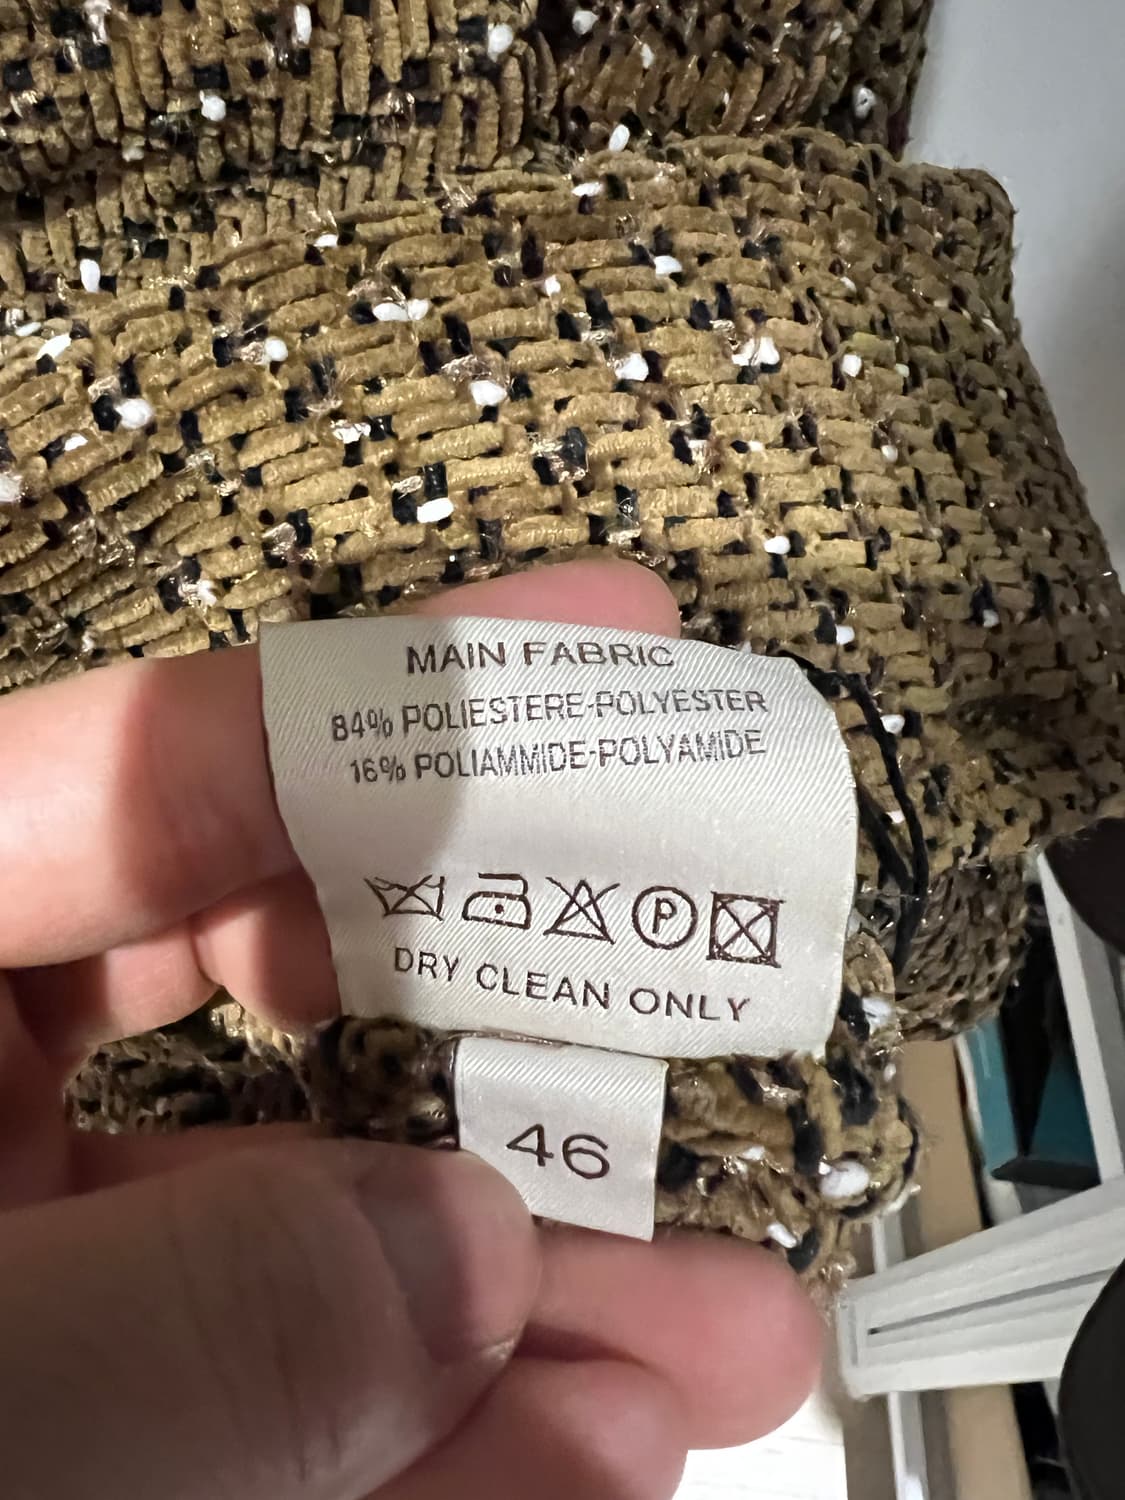 MAIN FABRIC
84% POLIESTERE-POLYESTER
16% POLIAMMIDE-POLYAMIDE
P
DRY CLEAN ONLY
46